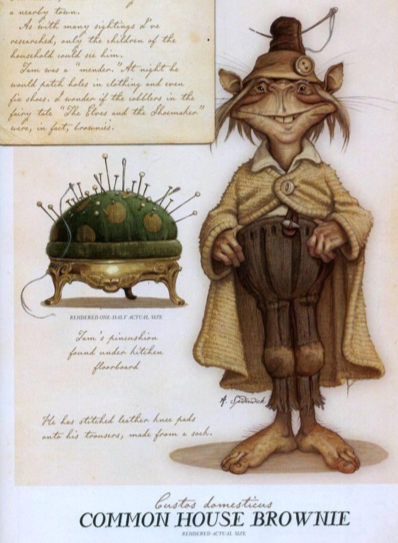 a nearby town.
As with many sightings I've
researched, only the children of the
household could see him.
Tam was a "mender." At night he
would patch holes in clothing and even
fix shoes. I wonder if the cobblers in the
fairy tale "The Elves and the Shoemaker"
were, in fact, brownies.
RENDERED ONE-HALF ACTUAL SIZE
Tam's pincushion
found under kitchen
floorboard
He has stitched leather knee pads
onto his trousers, made from a sock.
Custos domesticus
COMMON HOUSE BROWNIE
RENDERED ACTUAL SIZE